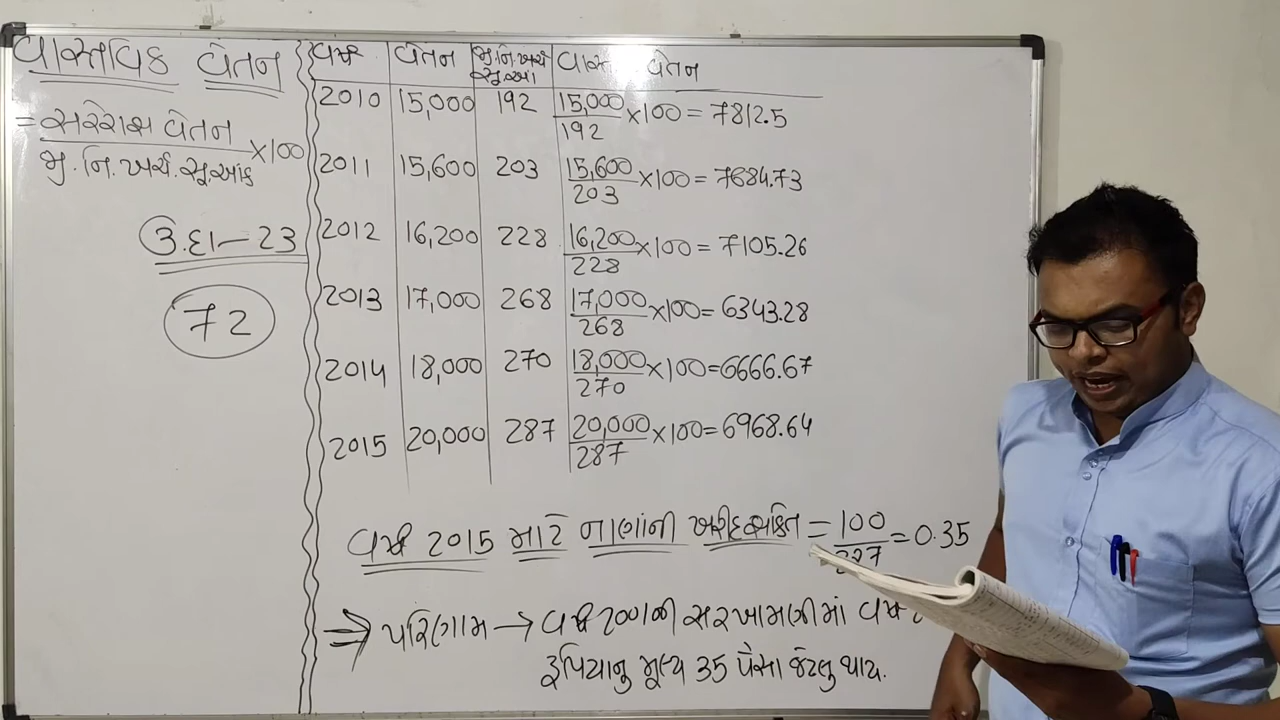 વાસ્તવિક વેતન
= સરેરાશ વેતન / જી. નિ. ખર્ચ. સૂ. આંક ×100
ઉ.દા – 23
72
વર્ષ વેતન જી. નિ. ખર્ચ સૂ. આં વાસ્ત વેતન
2010 15,000 192 15,000/192 ×100 = 7812.5
2011 15,600 203 15,600/203 ×100 = 7684.73
2012 16,200 228 16,200/228 ×100 = 7105.26
2013 17,000 268 17,000/268 ×100 = 6343.28
2014 18,000 270 18,000/270 ×100 = 6666.67
2015 20,000 287 20,000/287 ×100 = 6968.64
વર્ષ 2015 માટે નાણાંની ખરીદશક્તિ = 100/287 = 0.35
⇒ પરિણામ → વર્ષ સરખામણીમાં વર્ષ
રૂપિયાનુ મૂલ્ય 35 પૈસા જેટલુ થાય.